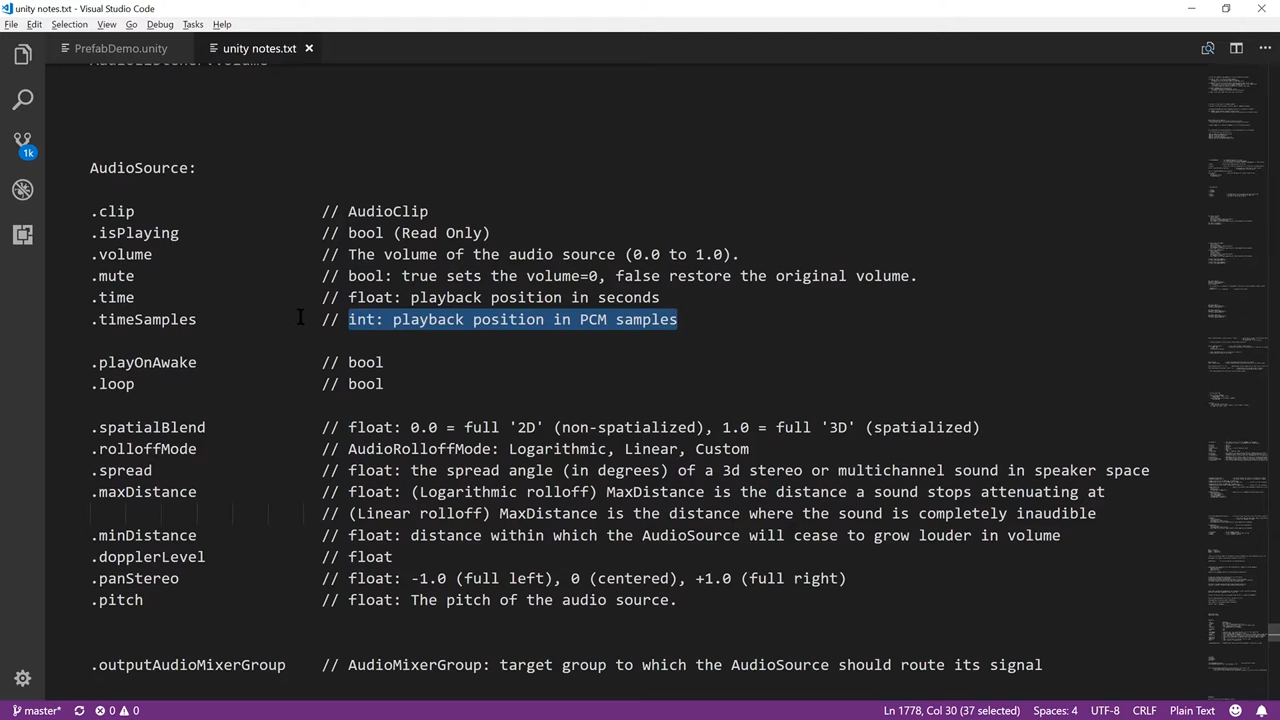 unity notes.txt - Visual Studio Code
File Edit Selection View Go Debug Tasks Help
PrefabDemo.unity unity notes.txt
AudioListener.volume
AudioSource:
.clip // AudioClip
.isPlaying // bool (Read Only)
.volume // The volume of the audio source (0.0 to 1.0).
.mute // bool: true sets the volume=0, false restore the original volume.
.time // float: playback position in seconds
.timeSamples // int: playback position in PCM samples
.playOnAwake // bool
.loop // bool
.spatialBlend // float: 0.0 = full '2D' (non-spatialized), 1.0 = full '3D' (spatialized)
.rolloffMode // AudioRolloffMode: Logarithmic, Linear, Custom
.spread // float: the spread angle (in degrees) of a 3d stereo or multichannel sound in speaker space
.maxDistance // float: (Logarithmic rolloff) MaxDistance is the distance a sound stops attenuating at
// (Linear rolloff) MaxDistance is the distance where the sound is completely inaudible
.minDistance // float: distance within which the AudioSource will cease to grow louder in volume
.dopplerLevel // float
.panStereo // float: -1.0 (full left), 0.0 (centered), +1.0 (full right)
.pitch // float: The pitch of the audio source.
.outputAudioMixerGroup // AudioMixerGroup: target group to which the AudioSource should route its signal
1k
master* 0 0 Ln 1778, Col 30 (37 selected) Spaces: 4 UTF-8 CRLF Plain Text